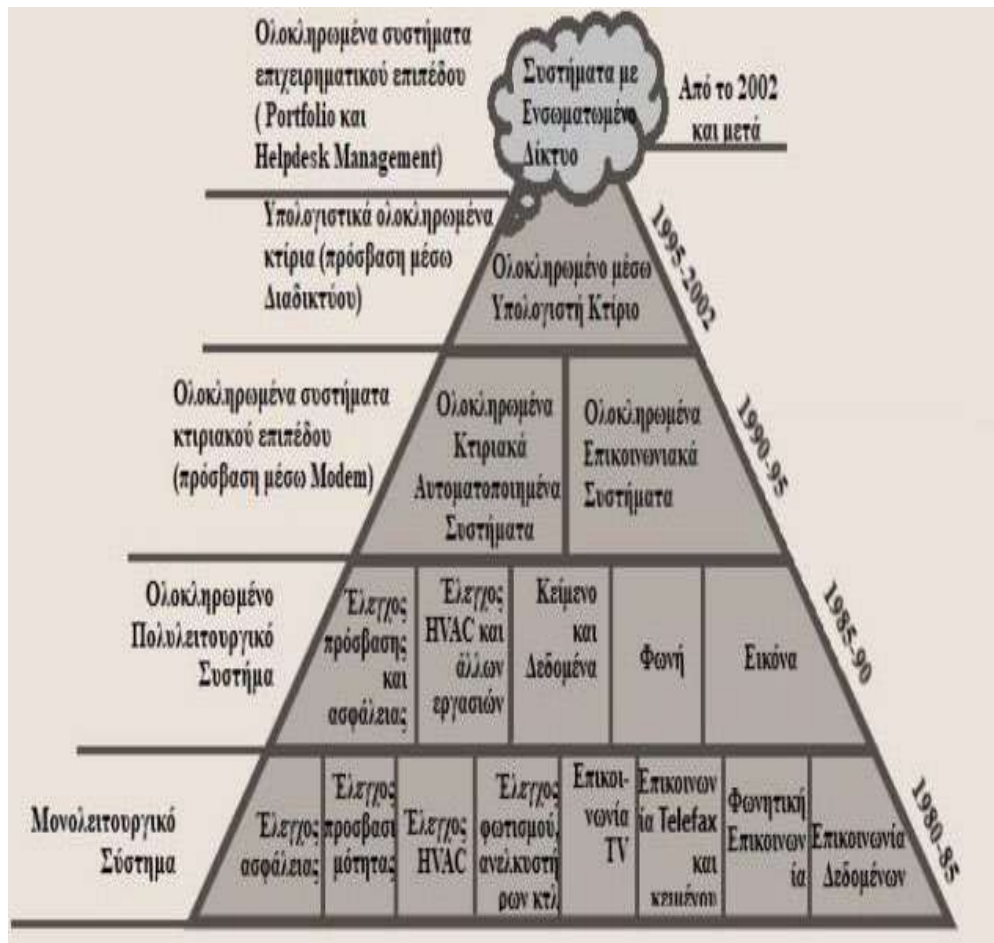 Ολοκληρωμένα συστήματα
επιχειρηματικού επιπέδου
( Portfolio και
Helpdesk Management)
Συστήματα με
Ενσωματωμένο
Δίκτυο
Από το 2002
και μετά
Υπολογιστικά ολοκληρωμένα
κτίρια (πρόσβαση μέσω
Διαδικτύου)
Ολοκληρωμένο μέσω
Υπολογιστή Κτίριο
1995-2002
Ολοκληρωμένα συστήματα
κτιριακού επιπέδου
(πρόσβαση μέσω Modem)
Ολοκληρωμένα
Κτιριακά
Αυτοματοποιημένα
Συστήματα
Ολοκληρωμένα
Επικοινωνιακά
Συστήματα
1990-95
Ολοκληρωμένο
Πολυλειτουργικό
Σύστημα
Έλεγχος
πρόσβασης
και
ασφάλειας
Έλεγχος
HVAC και
άλλων
εργασιών
Κείμενο
και
Δεδομένα
Φωνή
Εικόνα
1985-90
Μονολειτουργικό
Σύστημα
Έλεγχος
ασφάλειας
Έλεγχος
προσβασι
μότητας
Έλεγχος
HVAC
Έλεγχος
φωτισμού,
ανελκυστή
ρων κτλ
Επικοι-
νωνία
TV
Επικοινων
ία Telefax
και
κειμένου
Φωνητική
Επικοινων
ία
Επικοινωνία
Δεδομένων
1980-85